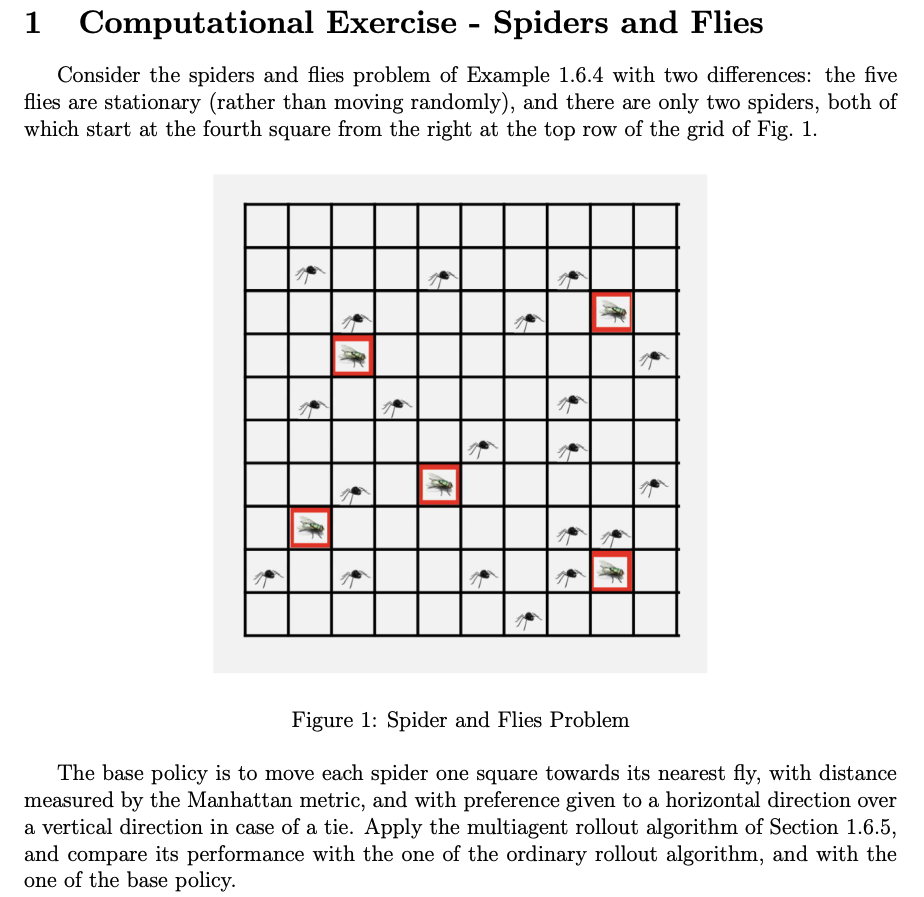 1 Computational Exercise - Spiders and Flies
Consider the spiders and flies problem of Example 1.6.4 with two differences: the five
flies are stationary (rather than moving randomly), and there are only two spiders, both of
which start at the fourth square from the right at the top row of the grid of Fig. 1.
Figure 1: Spider and Flies Problem
The base policy is to move each spider one square towards its nearest fly, with distance
measured by the Manhattan metric, and with preference given to a horizontal direction over
a vertical direction in case of a tie. Apply the multiagent rollout algorithm of Section 1.6.5,
and compare its performance with the one of the ordinary rollout algorithm, and with the
one of the base policy.